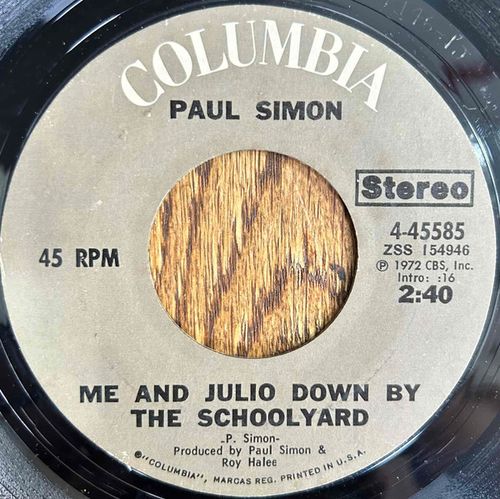 COLUMBIA
PAUL SIMON
Stereo
45 RPM
4-45585
ZSS 154946
Ⓟ 1972 CBS, Inc.
Intro: :16
2:40
ME AND JULIO DOWN BY
THE SCHOOLYARD
-P. Simon-
Produced by Paul Simon &
Roy Halee
®"COLUMBIA", MARCAS REG. PRINTED IN U.S.A.